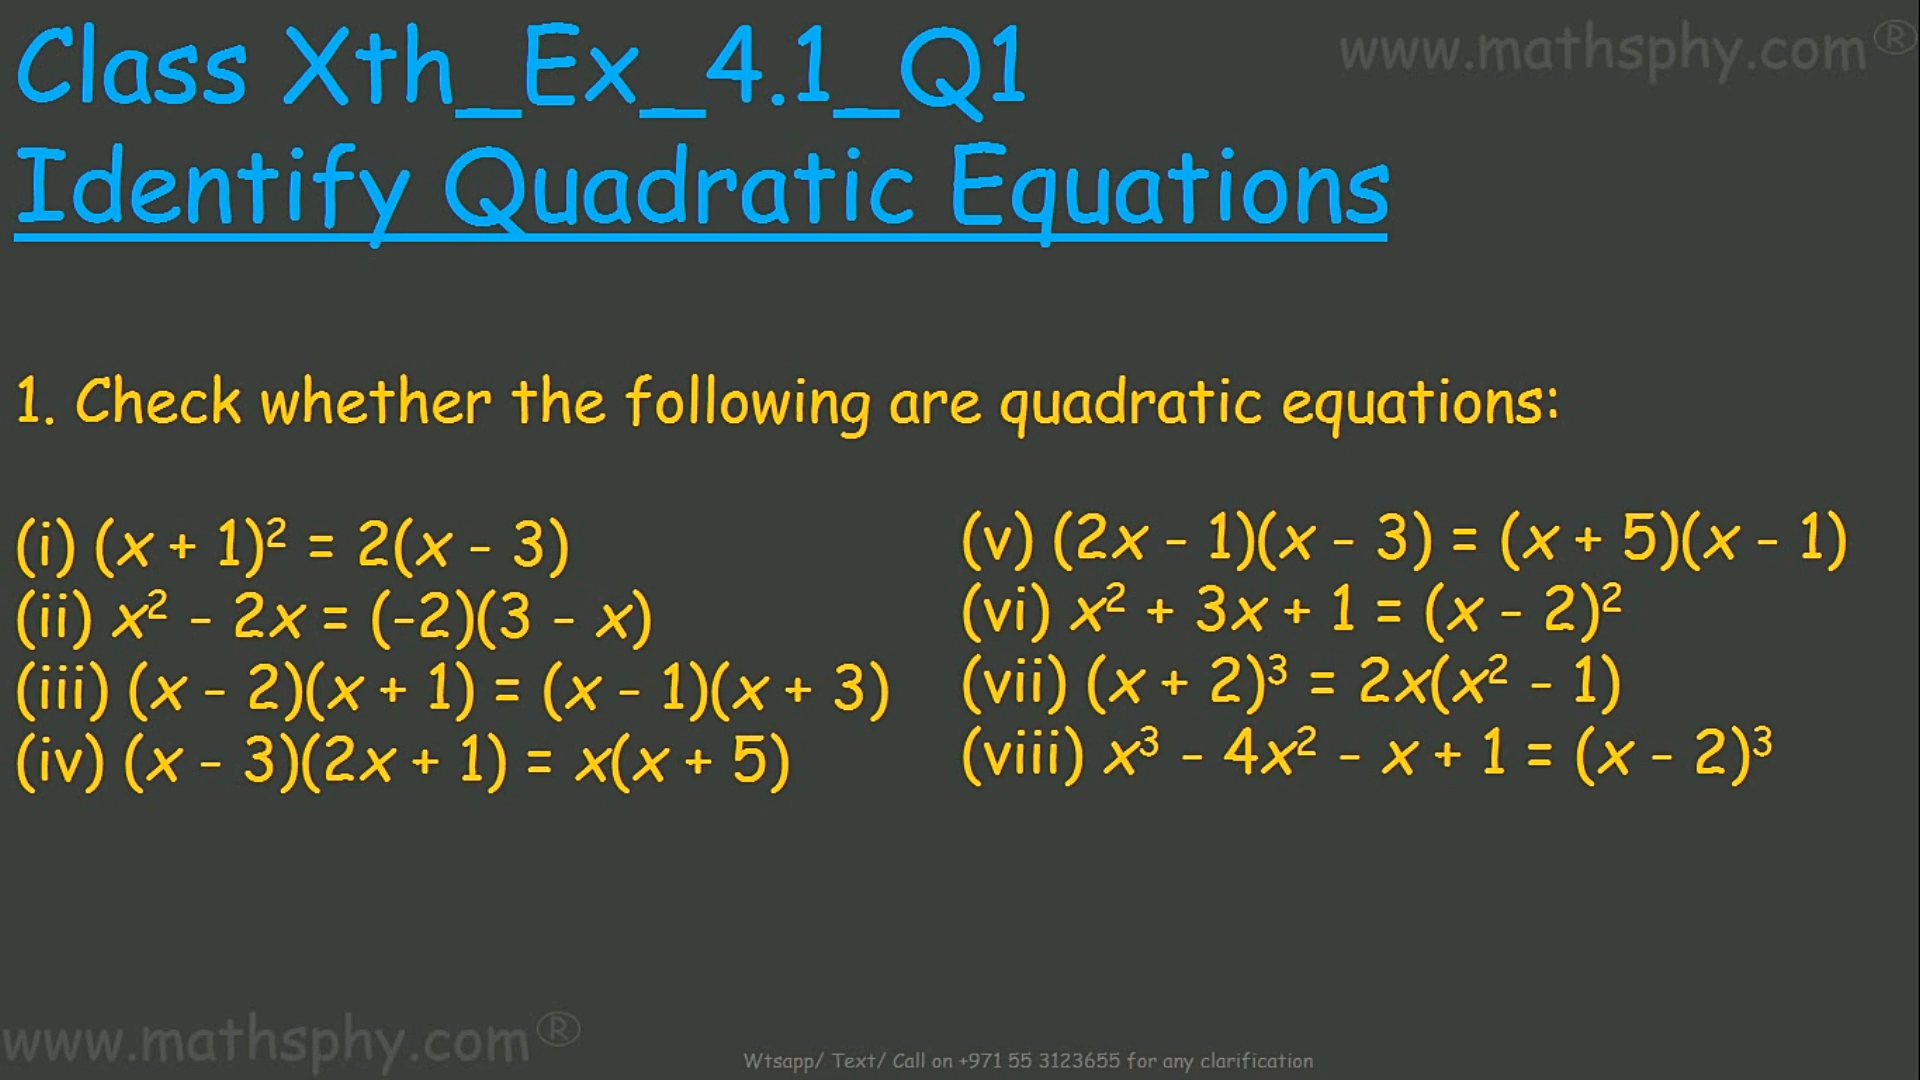 www.mathsphy.com®
Class Xth_Ex_4.1_Q1
Identify Quadratic Equations
1. Check whether the following are quadratic equations:
(i) (x + 1)² = 2(x - 3)
(ii) x² - 2x = (-2)(3 - x)
(iii) (x - 2)(x + 1) = (x - 1)(x + 3)
(iv) (x - 3)(2x + 1) = x(x + 5)
(v) (2x - 1)(x - 3) = (x + 5)(x - 1)
(vi) x² + 3x + 1 = (x - 2)²
(vii) (x + 2)³ = 2x(x² - 1)
(viii) x³ - 4x² - x + 1 = (x - 2)³
www.mathsphy.com®
Wtsapp/ Text/ Call on +971 55 3123655 for any clarification